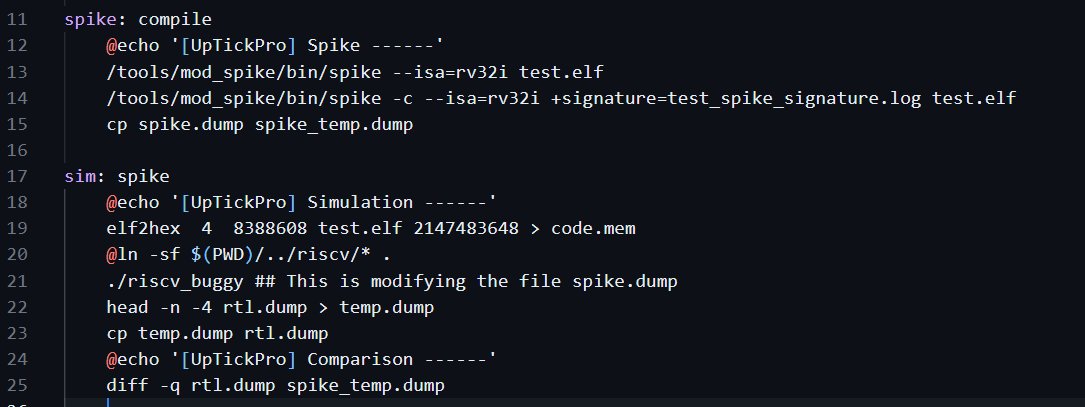 11 spike: compile
12     @echo '[UpTickPro] Spike ------'
13     /tools/mod_spike/bin/spike --isa=rv32i test.elf
14     /tools/mod_spike/bin/spike -c --isa=rv32i +signature=test_spike_signature.log test.elf
15     cp spike.dump spike_temp.dump
16
17 sim: spike
18     @echo '[UpTickPro] Simulation ------'
19     elf2hex  4  8388608 test.elf 2147483648 > code.mem
20     @ln -sf $(PWD)/../riscv/* .
21     ./riscv_buggy ## This is modifying the file spike.dump
22     head -n -4 rtl.dump > temp.dump
23     cp temp.dump rtl.dump
24     @echo '[UpTickPro] Comparison ------'
25     diff -q rtl.dump spike_temp.dump